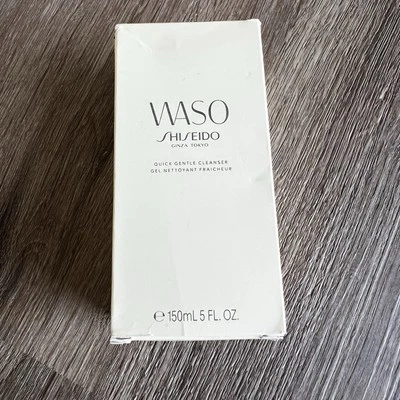 WASO
SHISEIDO
GINZA TOKYO
QUICK GENTLE CLEANSER
GEL NETTOYANT FRAICHEUR
℮ 150mL 5 FL. OZ.